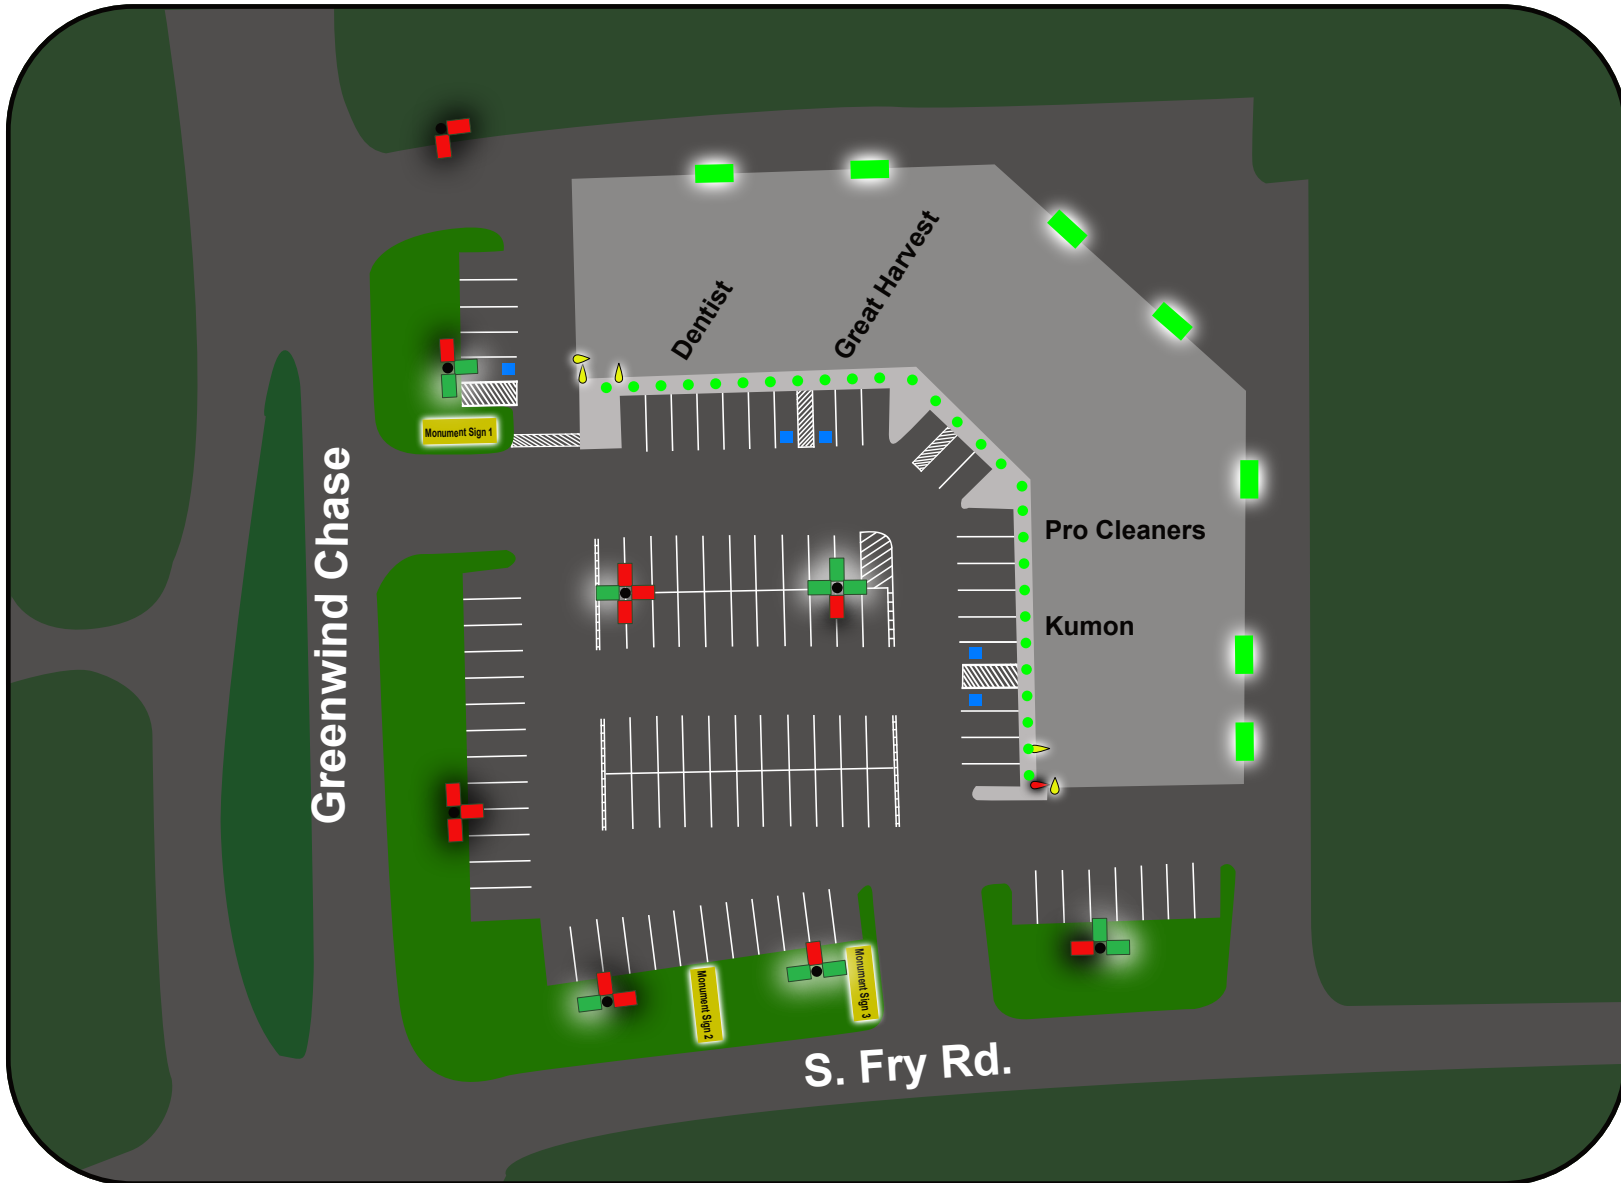 Dentist
Great Harvest
Monument Sign 1
Greenwind Chase
Pro Cleaners
Kumon
Monument Sign 2
Monument Sign 3
S. Fry Rd.